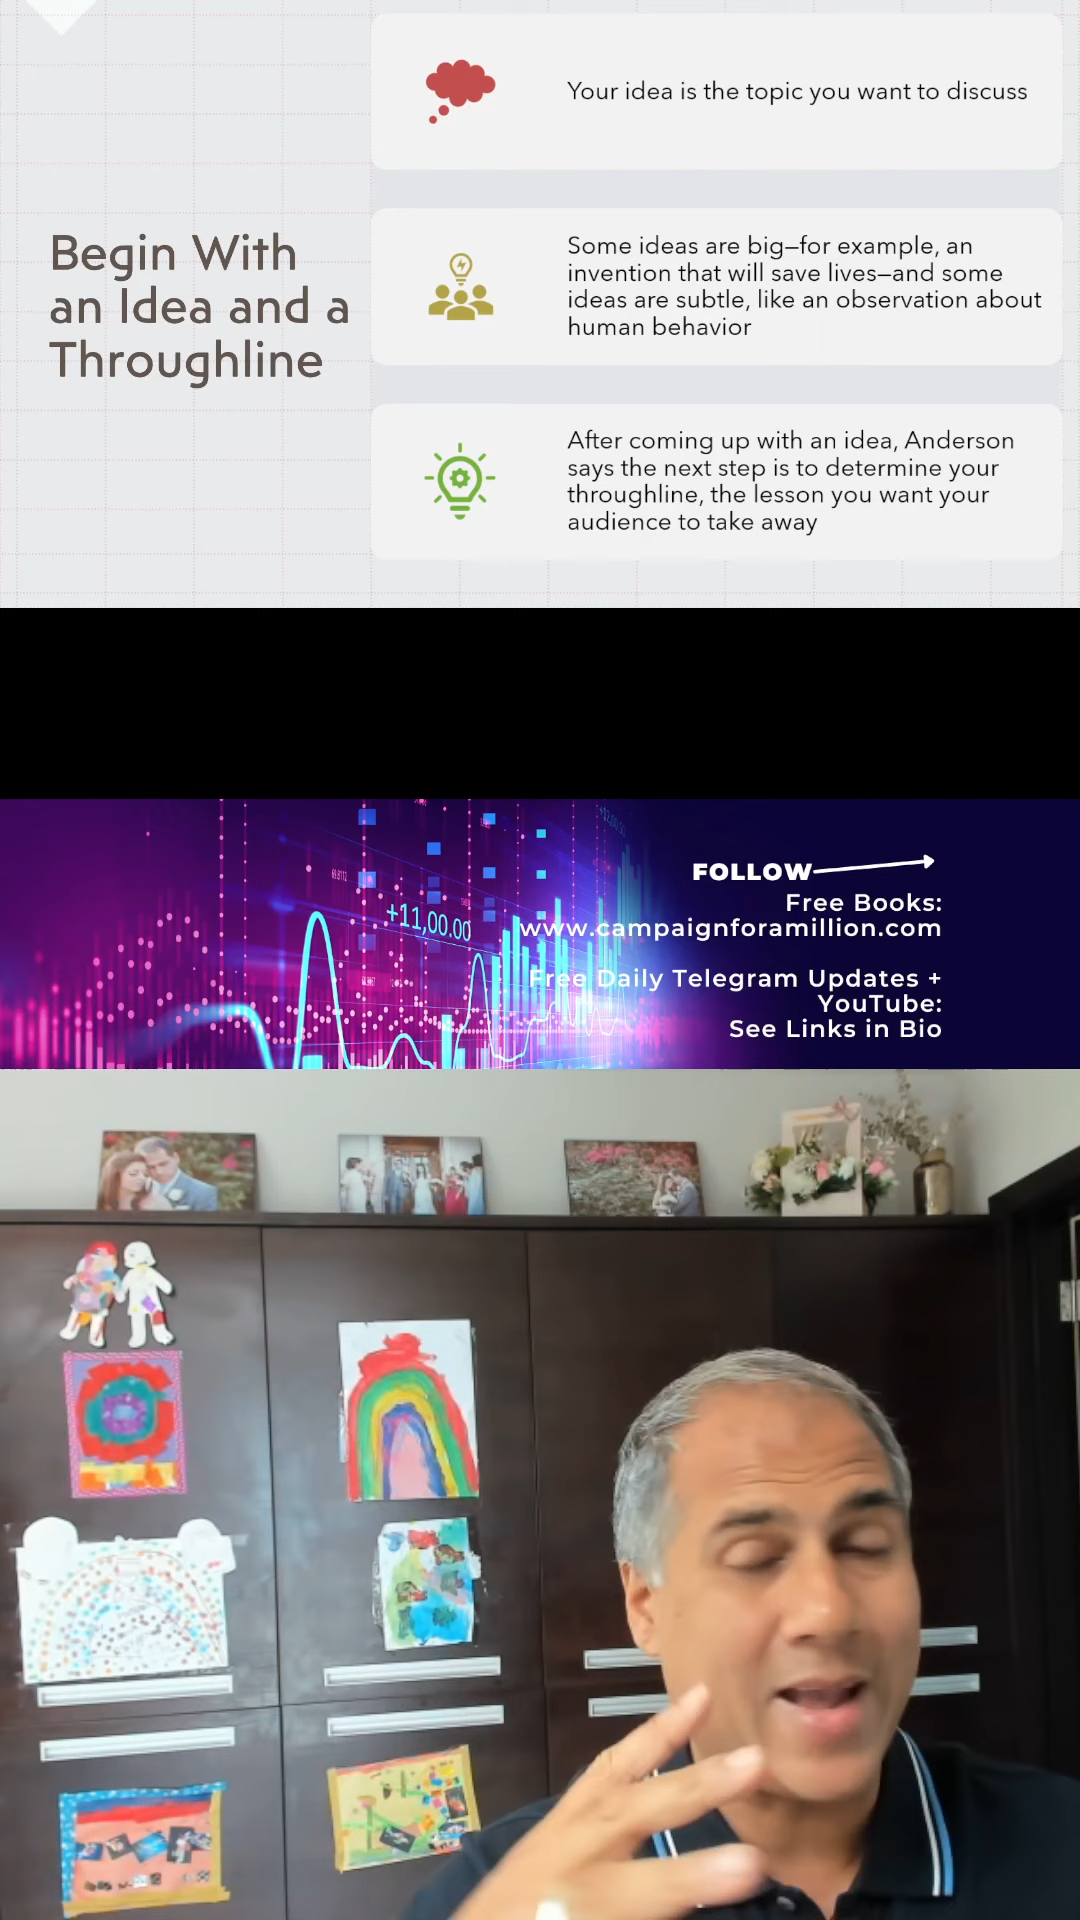 Begin With
an Idea and a
Throughline
Your idea is the topic you want to discuss
Some ideas are big—for example, an
invention that will save lives—and some
ideas are subtle, like an observation about
human behavior
After coming up with an idea, Anderson
says the next step is to determine your
throughline, the lesson you want your
audience to take away
+11,00.00
FOLLOW
Free Books:
www.campaignforamillion.com
Free Daily Telegram Updates +
YouTube:
See Links in Bio